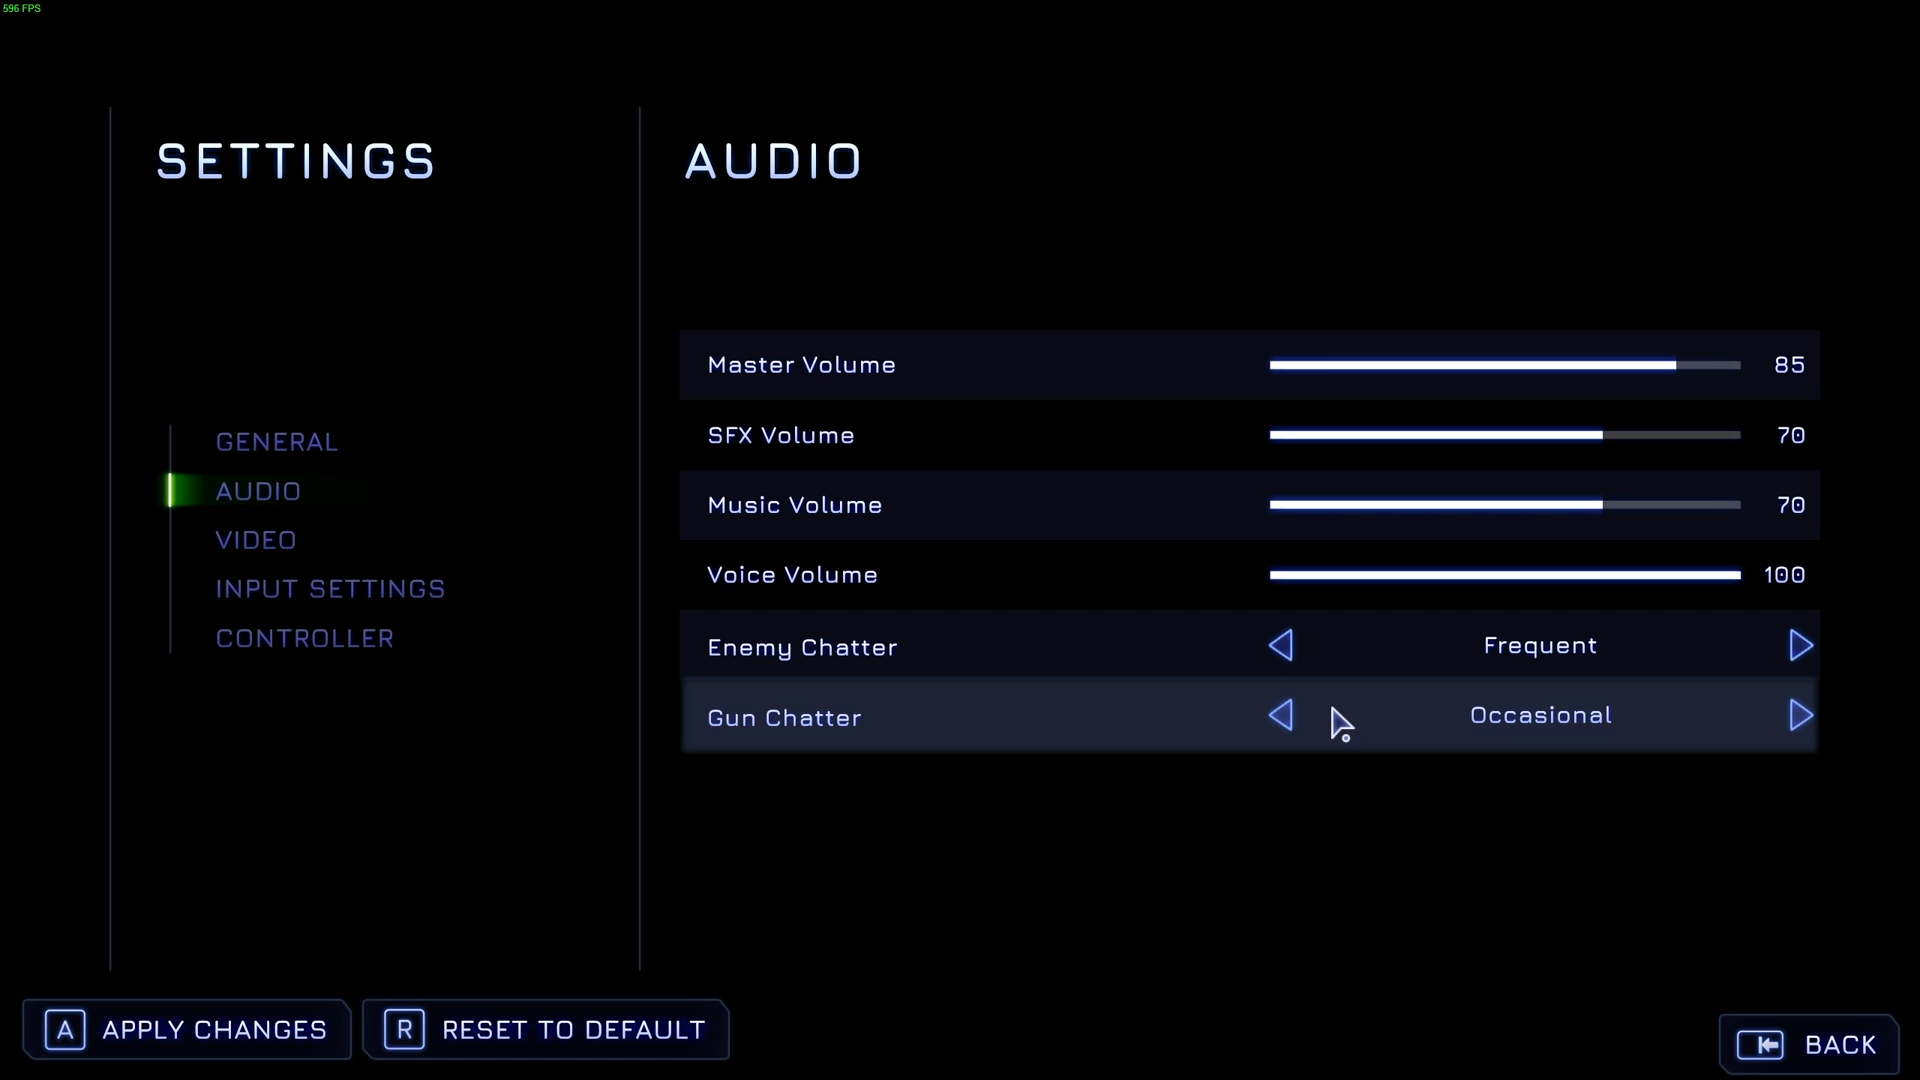 596 FPS
SETTINGS
AUDIO
GENERAL
AUDIO
VIDEO
INPUT SETTINGS
CONTROLLER
Master Volume 85
SFX Volume 70
Music Volume 70
Voice Volume 100
Enemy Chatter Frequent
Gun Chatter Occasional
A APPLY CHANGES R RESET TO DEFAULT
BACK